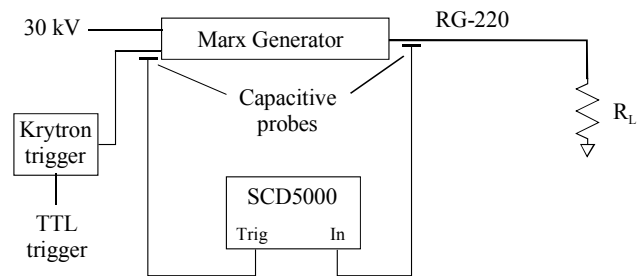 30 kV
Marx Generator
RG-220
Capacitive
probes
Krytron
trigger
R_L
SCD5000
Trig In
TTL
trigger